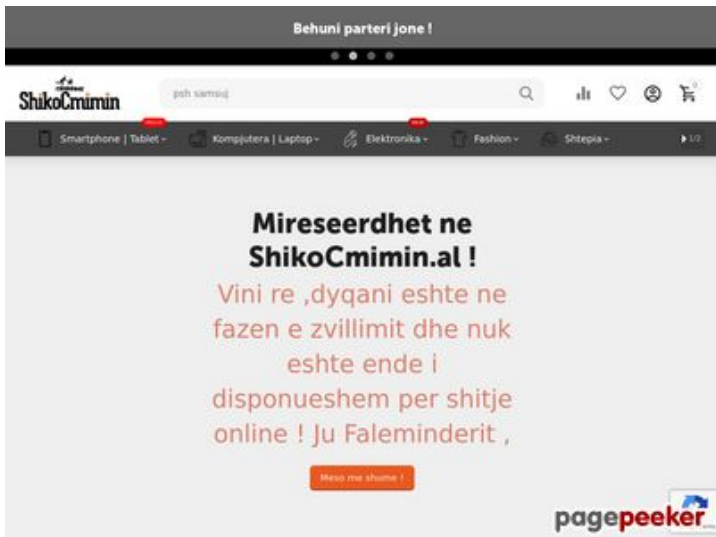 Behuni parteri jone !
ShikoCmimin
psh samsuj
0
Smartphone | Tablet
Kompjutera | Laptop
Elektronika
Fashion
Shtepia
1/2
Mireseerdhet ne
ShikoCmimin.al !
Vini re ,dyqani eshte ne
fazen e zvillimit dhe nuk
eshte ende i
disponueshem per shitje
online ! Ju Faleminderit ,
Meso me shume !
pagepeeker